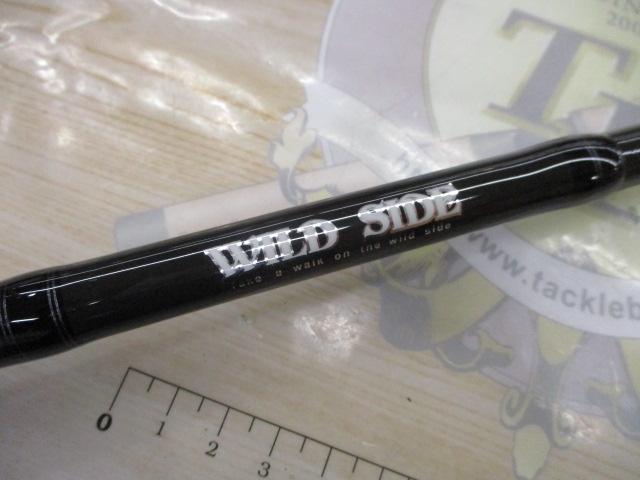 WILD SIDE
Take a walk on the wild side
www.tackleb
0 1 2 3